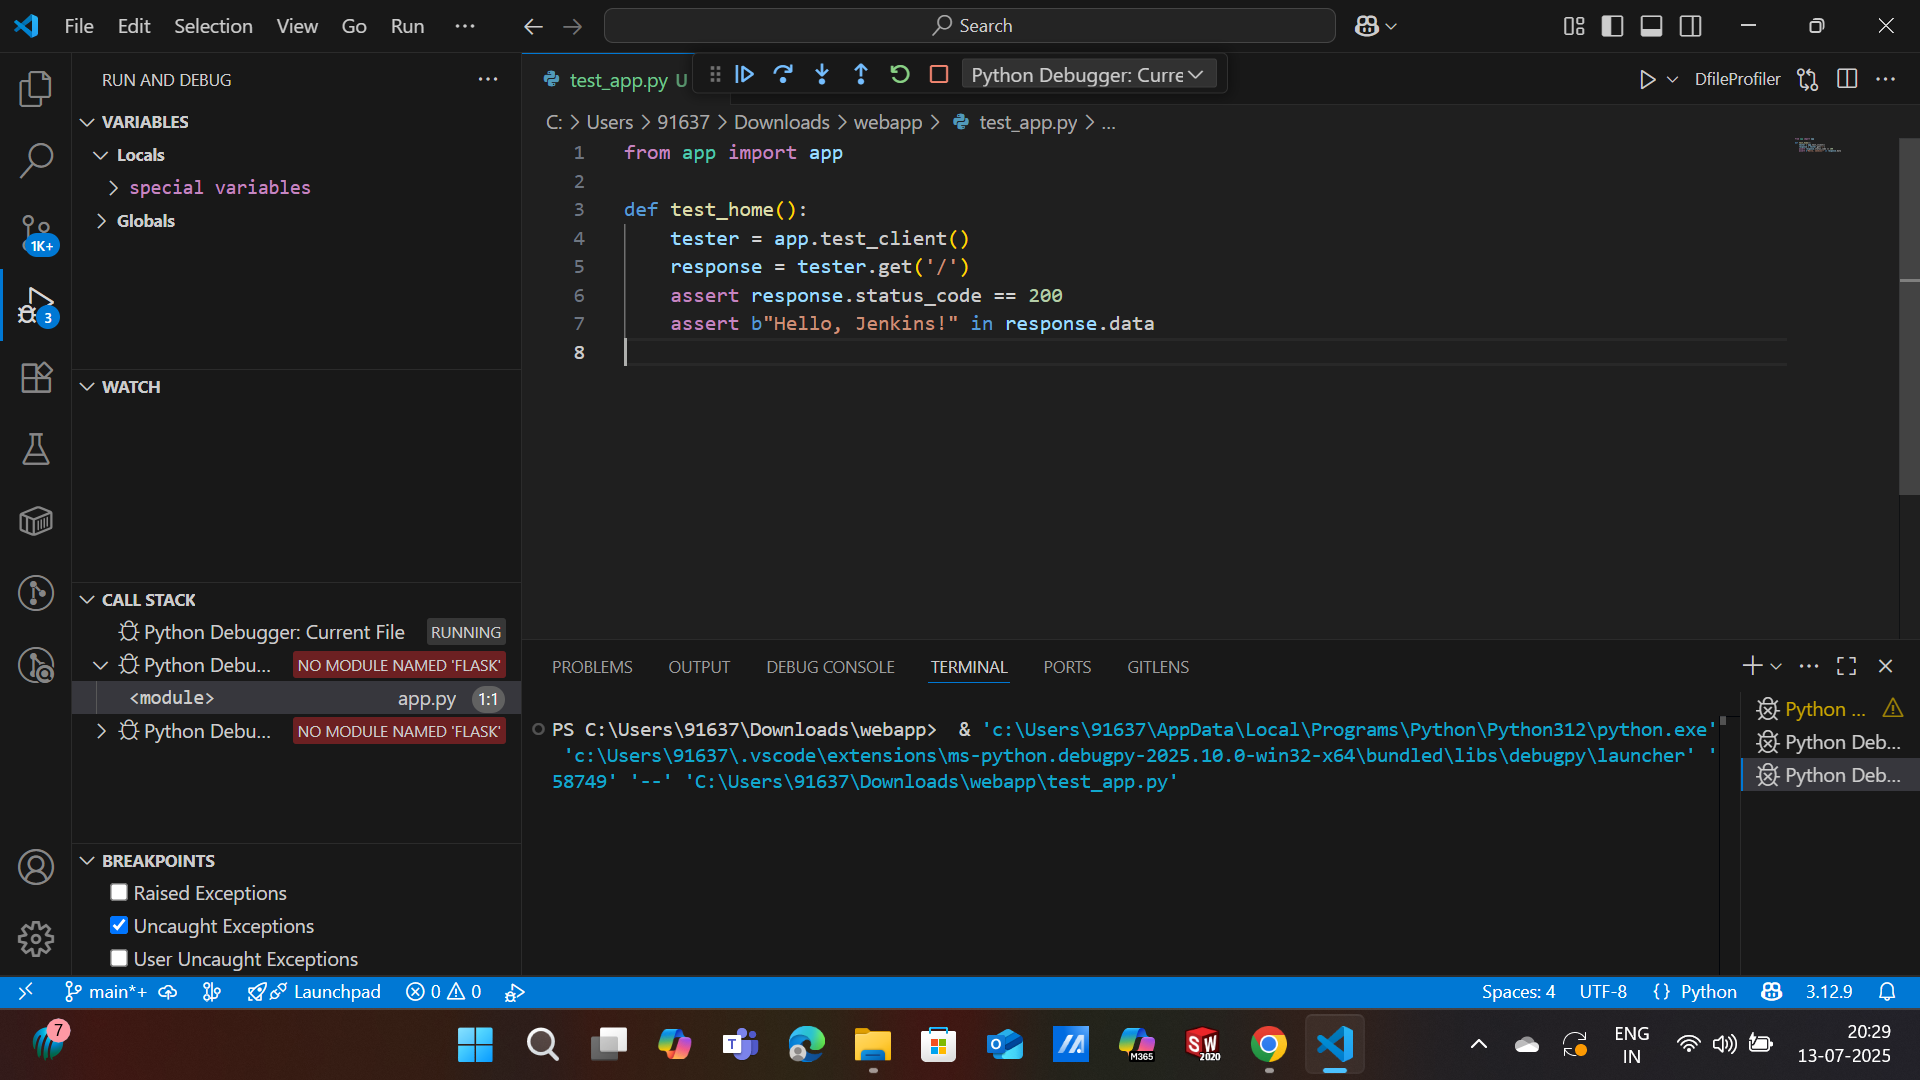 File Edit Selection View Go Run ··· Search
RUN AND DEBUG ···
VARIABLES
Locals
special variables
Globals
WATCH
CALL STACK
Python Debugger: Current File RUNNING
Python Debu... NO MODULE NAMED 'FLASK'
<module> app.py 1:1
Python Debu... NO MODULE NAMED 'FLASK'
BREAKPOINTS
Raised Exceptions
Uncaught Exceptions
User Uncaught Exceptions
1K+
3
test_app.py U Python Debugger: Curre DfileProfiler ···
C: > Users > 91637 > Downloads > webapp > test_app.py > ...
1 from app import app
2
3 def test_home():
4 tester = app.test_client()
5 response = tester.get('/')
6 assert response.status_code == 200
7 assert b"Hello, Jenkins!" in response.data
8
PROBLEMS OUTPUT DEBUG CONSOLE TERMINAL PORTS GITLENS
PS C:\Users\91637\Downloads\webapp> & 'c:\Users\91637\AppData\Local\Programs\Python\Python312\python.exe'
'c:\Users\91637\.vscode\extensions\ms-python.debugpy-2025.10.0-win32-x64\bundled\libs\debugpy\launcher' '
58749' '--' 'C:\Users\91637\Downloads\webapp\test_app.py'
Python ...
Python Deb...
Python Deb...
main*+ Launchpad 0 0 Spaces: 4 UTF-8 {} Python 3.12.9
7
M365
SW
2020
ENG
IN
20:29
13-07-2025